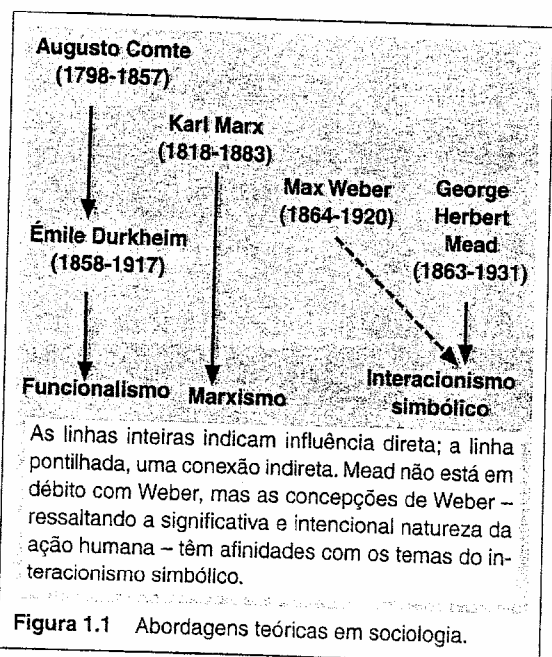 Augusto Comte
(1798-1857)
Karl Marx
(1818-1883)
Max Weber
(1864-1920)
George
Herbert
Mead
(1863-1931)
Émile Durkheim
(1858-1917)
Funcionalismo
Marxismo
Interacionismo
simbólico
As linhas inteiras indicam influência direta; a linha
pontilhada, uma conexão indireta. Mead não está em
débito com Weber, mas as concepções de Weber –
ressaltando a significativa e intencional natureza da
ação humana – têm afinidades com os temas do in-
teracionismo simbólico.
Figura 1.1 Abordagens teóricas em sociologia.